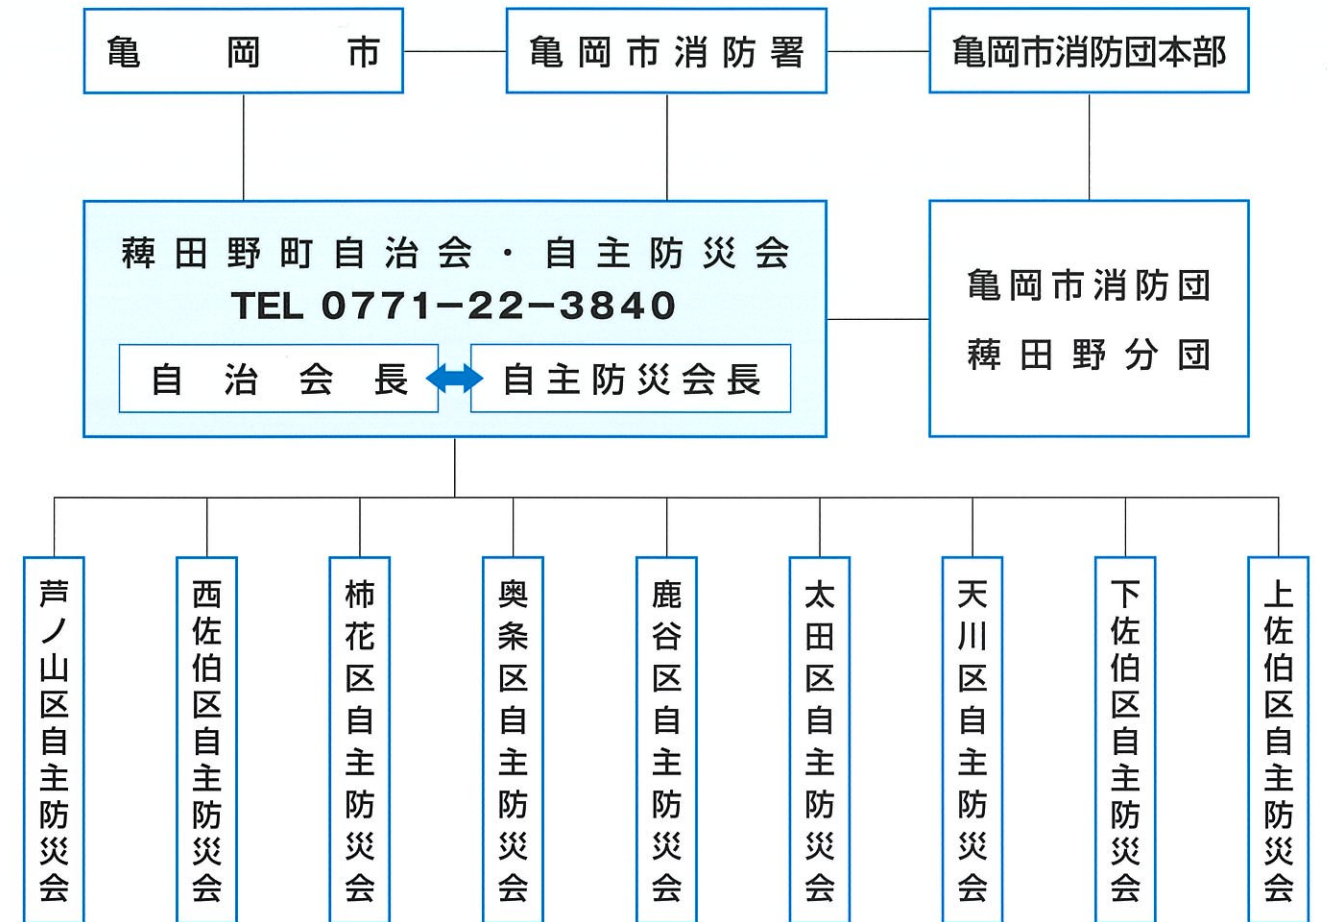 亀岡市
亀岡市消防署
亀岡市消防団本部
薭田野町自治会・自主防災会
TEL 0771−22−3840
自治会長
自主防災会長
亀岡市消防団
薭田野分団
芦ノ山区自主防災会
西佐伯区自主防災会
柿花区自主防災会
奥条区自主防災会
鹿谷区自主防災会
太田区自主防災会
天川区自主防災会
下佐伯区自主防災会
上佐伯区自主防災会